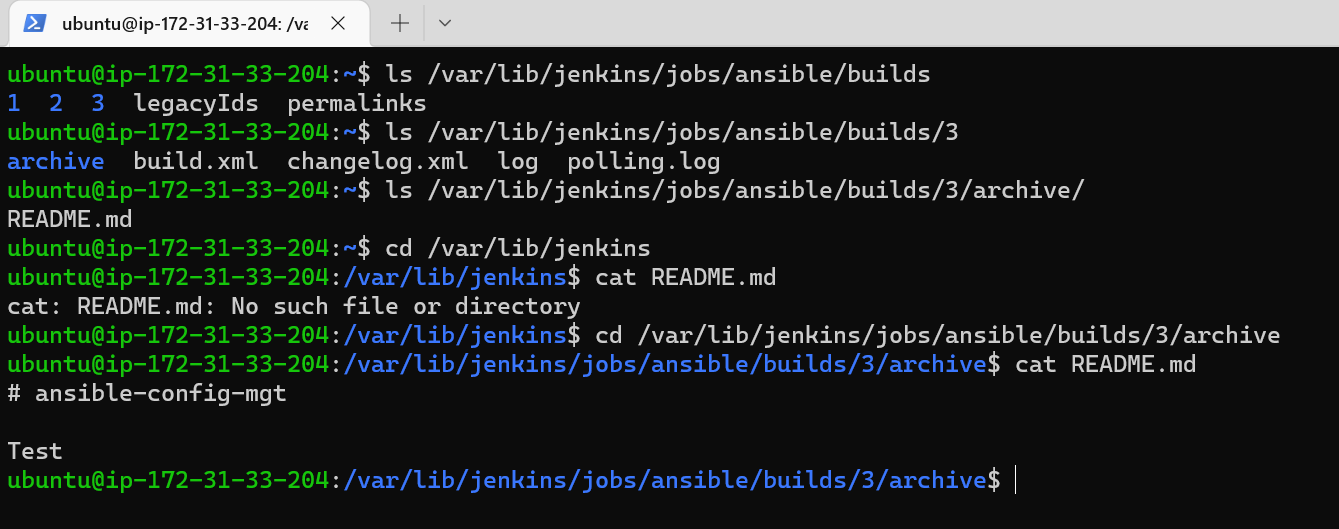 ubuntu@ip-172-31-33-204: /va
ubuntu@ip-172-31-33-204:~$ ls /var/lib/jenkins/jobs/ansible/builds
1  2  3  legacyIds  permalinks
ubuntu@ip-172-31-33-204:~$ ls /var/lib/jenkins/jobs/ansible/builds/3
archive  build.xml  changelog.xml  log  polling.log
ubuntu@ip-172-31-33-204:~$ ls /var/lib/jenkins/jobs/ansible/builds/3/archive/
README.md
ubuntu@ip-172-31-33-204:~$ cd /var/lib/jenkins
ubuntu@ip-172-31-33-204:/var/lib/jenkins$ cat README.md
cat: README.md: No such file or directory
ubuntu@ip-172-31-33-204:/var/lib/jenkins$ cd /var/lib/jenkins/jobs/ansible/builds/3/archive
ubuntu@ip-172-31-33-204:/var/lib/jenkins/jobs/ansible/builds/3/archive$ cat README.md
# ansible-config-mgt
Test
ubuntu@ip-172-31-33-204:/var/lib/jenkins/jobs/ansible/builds/3/archive$